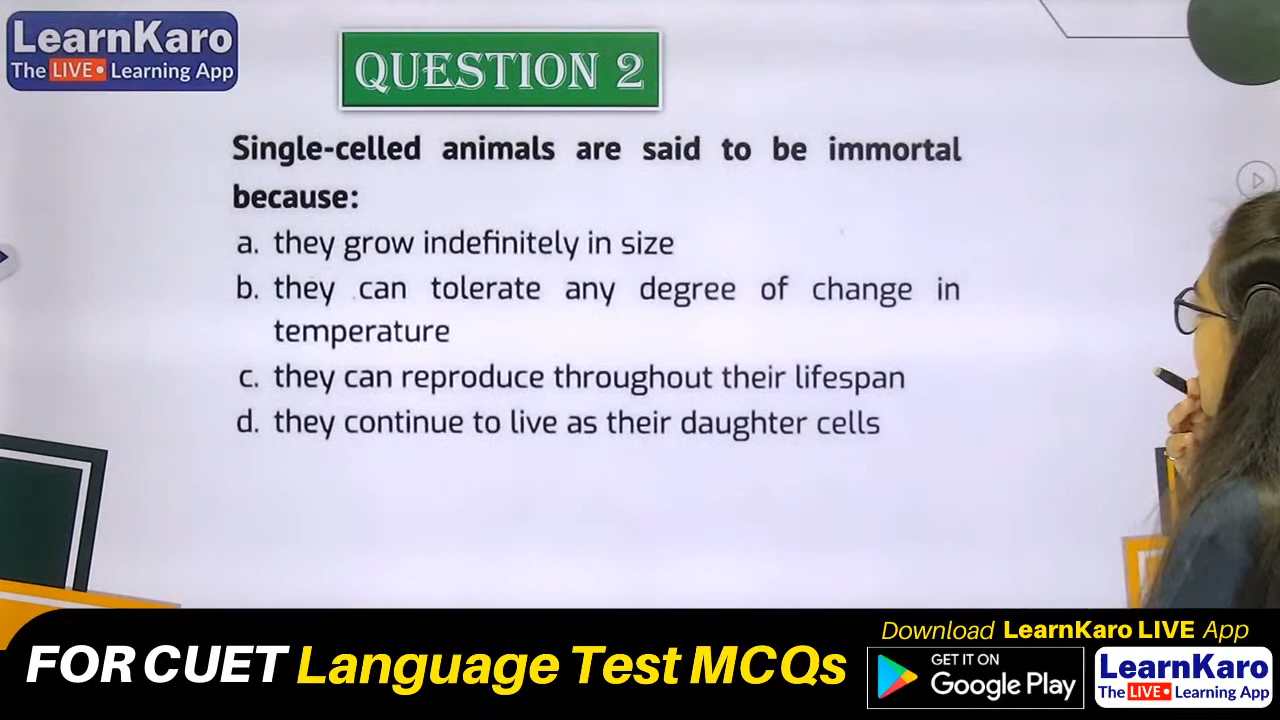 LearnKaro
The LIVE • Learning App
QUESTION 2
Single-celled animals are said to be immortal
because:
a. they grow indefinitely in size
b. they can tolerate any degree of change in
temperature
c. they can reproduce throughout their lifespan
d. they continue to live as their daughter cells
FOR CUET Language Test MCQs
Download LearnKaro LIVE App
GET IT ON
Google Play
LearnKaro
The LIVE • Learning App